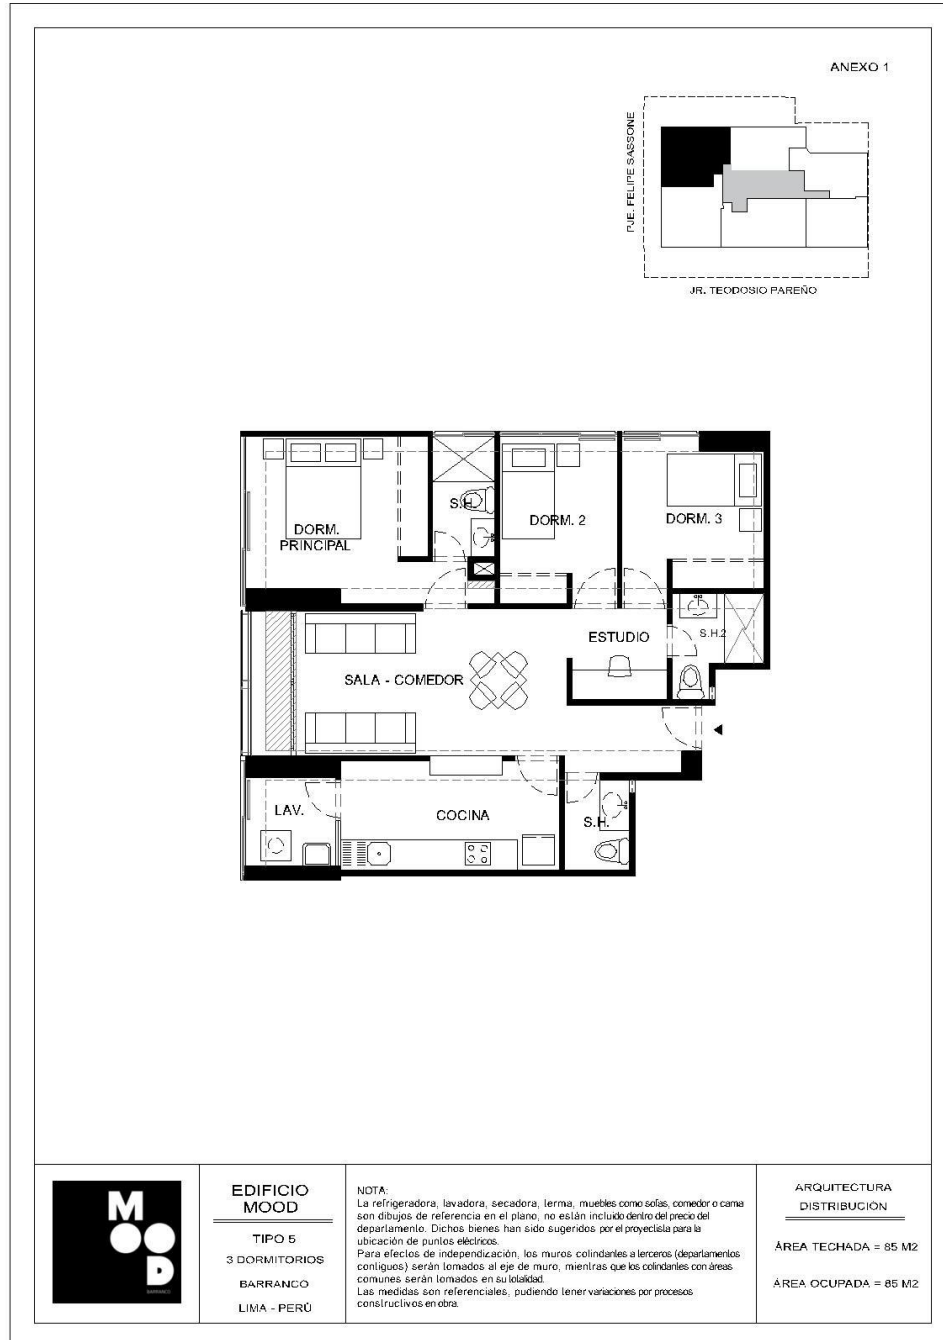 ANEXO 1
PJE. FELIPE SASSONE
JR. TEODOSIO PAREÑO
DORM.
PRINCIPAL
S.H.
DORM. 2
DORM. 3
ESTUDIO
S.H.2
SALA - COMEDOR
LAV.
COCINA
S.H.
MOOD
BARRANCO
EDIFICIO
MOOD
TIPO 5
3 DORMITORIOS
BARRANCO
LIMA - PERÚ
NOTA:
La refrigeradora, lavadora, secadora, terma, muebles como sofás, comedor o cama
son dibujos de referencia en el plano, no están incluido dentro del precio del
departamento. Dichos bienes han sido sugeridos por el proyectista para la
ubicación de puntos eléctricos.
Para efectos de independización, los muros colindantes a terceros (departamentos
contiguos) serán tomados al eje de muro, mientras que los colindantes con áreas
comunes serán tomados en su totalidad.
Las medidas son referenciales, pudiendo tener variaciones por procesos
constructivos en obra.
ARQUITECTURA
DISTRIBUCIÓN
ÁREA TECHADA = 85 M2
ÁREA OCUPADA = 85 M2